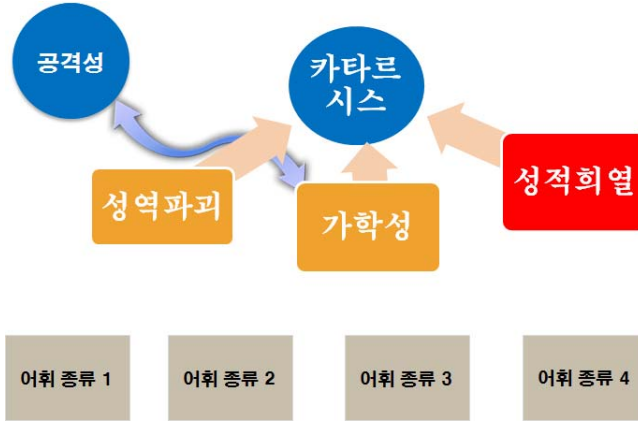 공격성
카타르
시스
성역파괴
가학성
성적희열
어휘 종류 1
어휘 종류 2
어휘 종류 3
어휘 종류 4